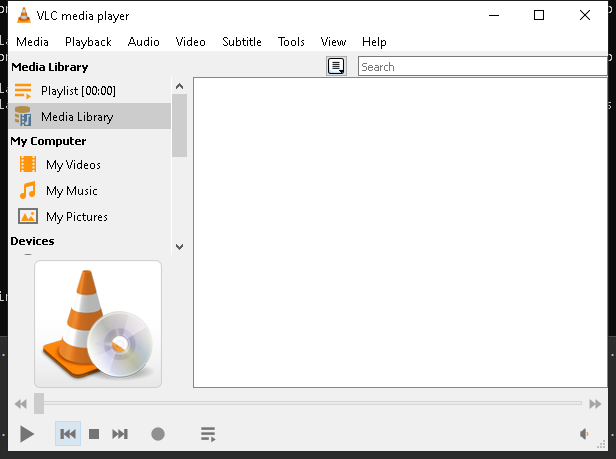 VLC media player
Media Playback Audio Video Subtitle Tools View Help
Media Library
Search
Playlist [00:00]
Media Library
My Computer
My Videos
My Music
My Pictures
Devices